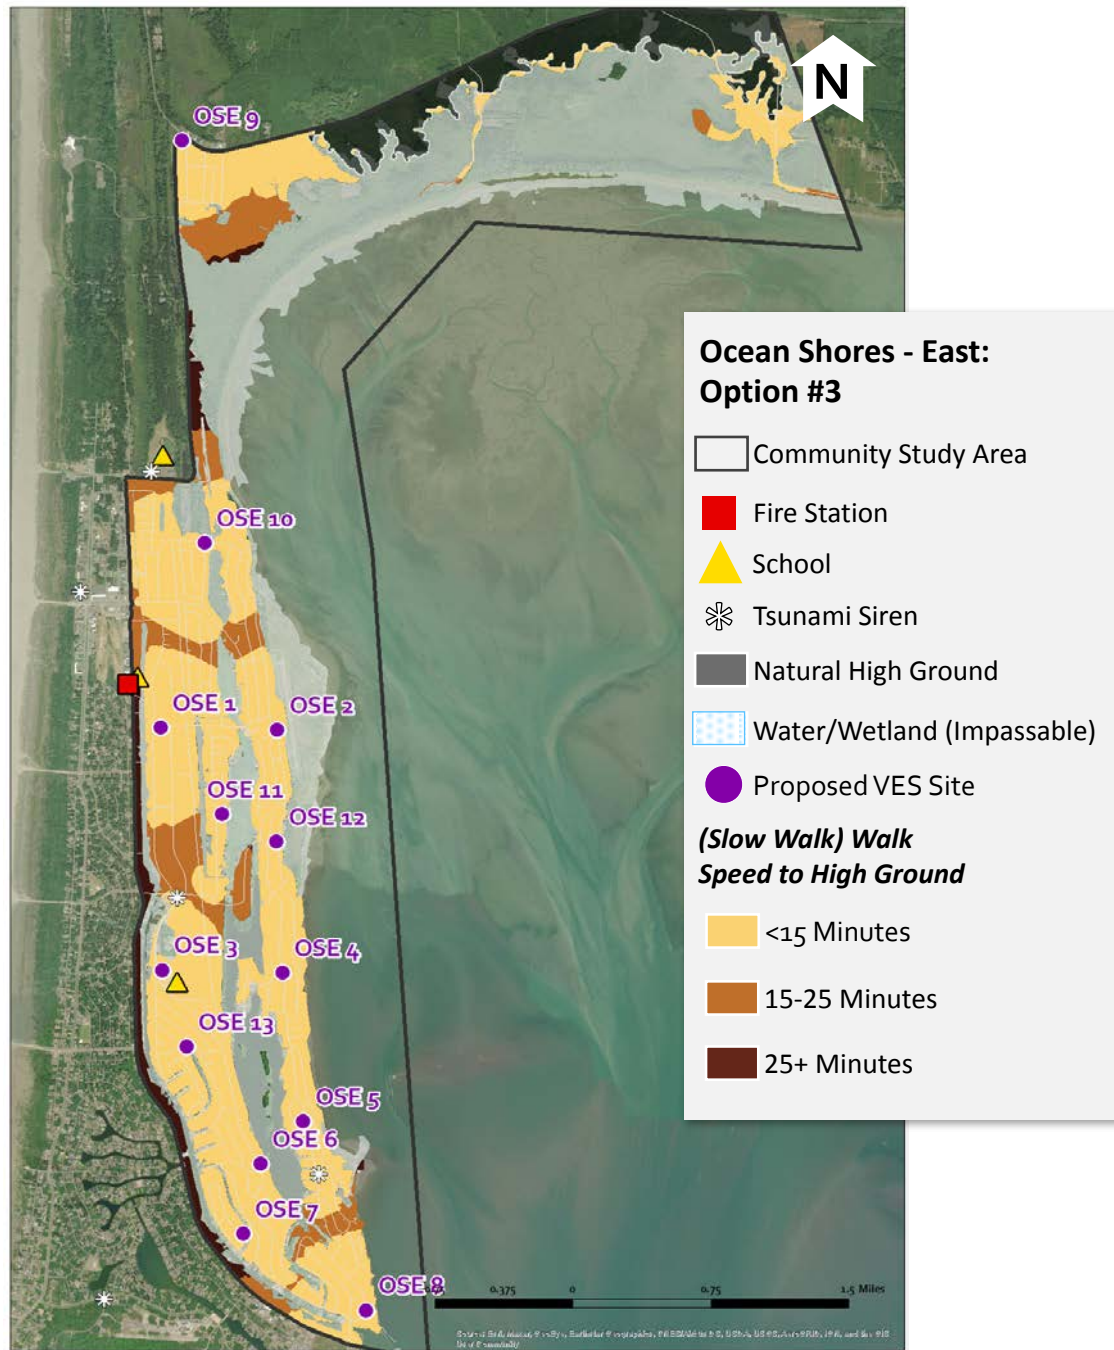 N
OSE 9
Ocean Shores - East:
Option #3
Community Study Area
Fire Station
School
Tsunami Siren
Natural High Ground
Water/Wetland (Impassable)
Proposed VES Site
(Slow Walk) Walk
Speed to High Ground
<15 Minutes
15-25 Minutes
25+ Minutes
OSE 10
OSE 1
OSE 2
OSE 11
OSE 12
OSE 3
OSE 4
OSE 13
OSE 5
OSE 6
OSE 7
OSE 8
0.375
0
0.75
1.5 Miles